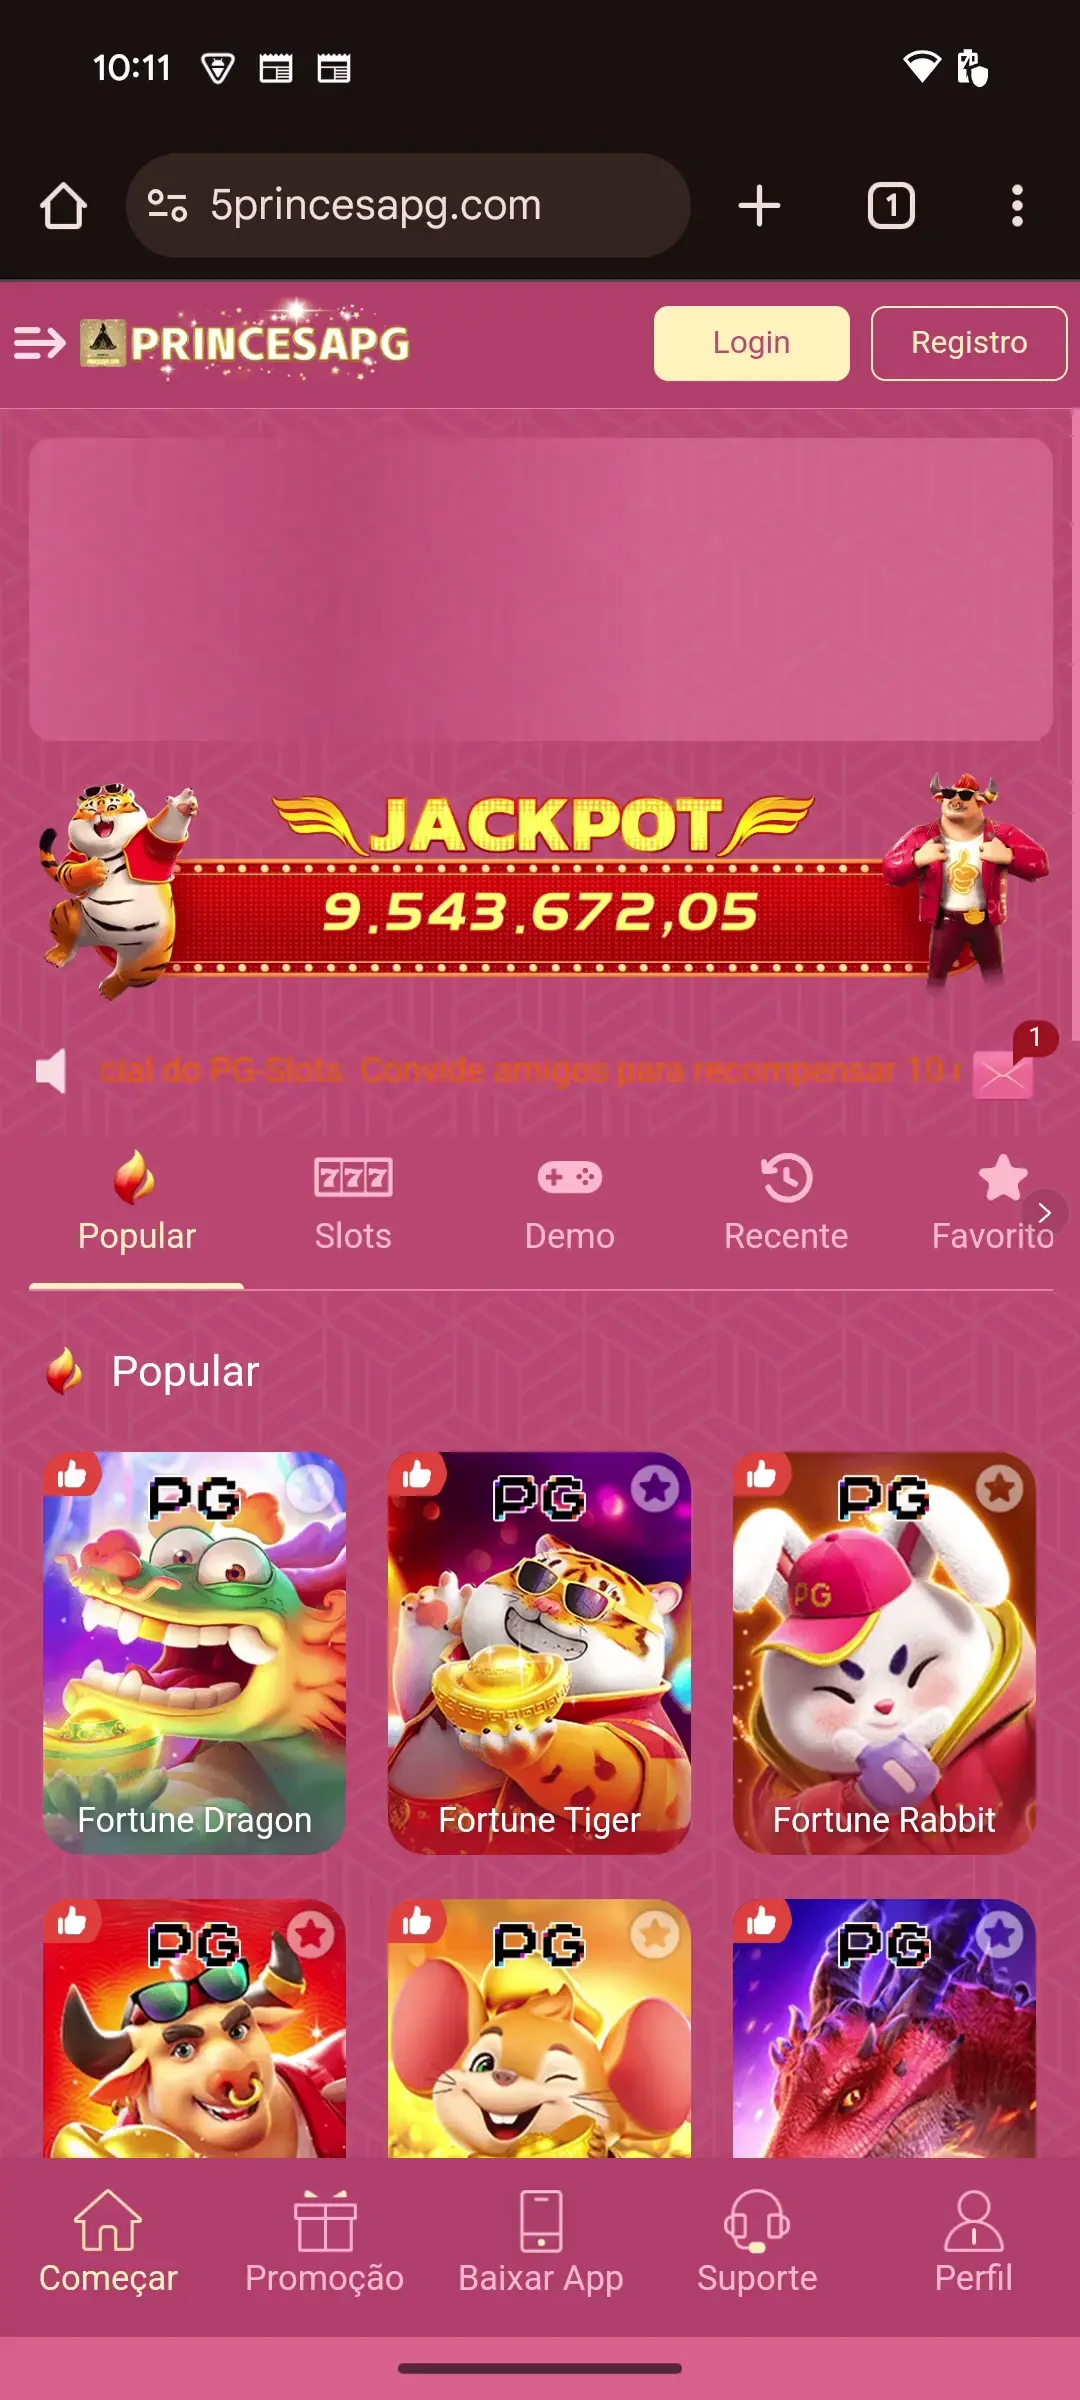 10:11
5princesapg.com
1
PRINCESAPG
Login
Registro
JACKPOT
9.543.672,05
cial do PG-Slots. Convide amigos para recompensar 10
1
777
Popular
Slots
Demo
Recente
Favorito
Popular
PG
PG
PG
PG
Fortune Dragon
Fortune Tiger
Fortune Rabbit
PG
PG
PG
Começar
Promoção
Baixar App
Suporte
Perfil